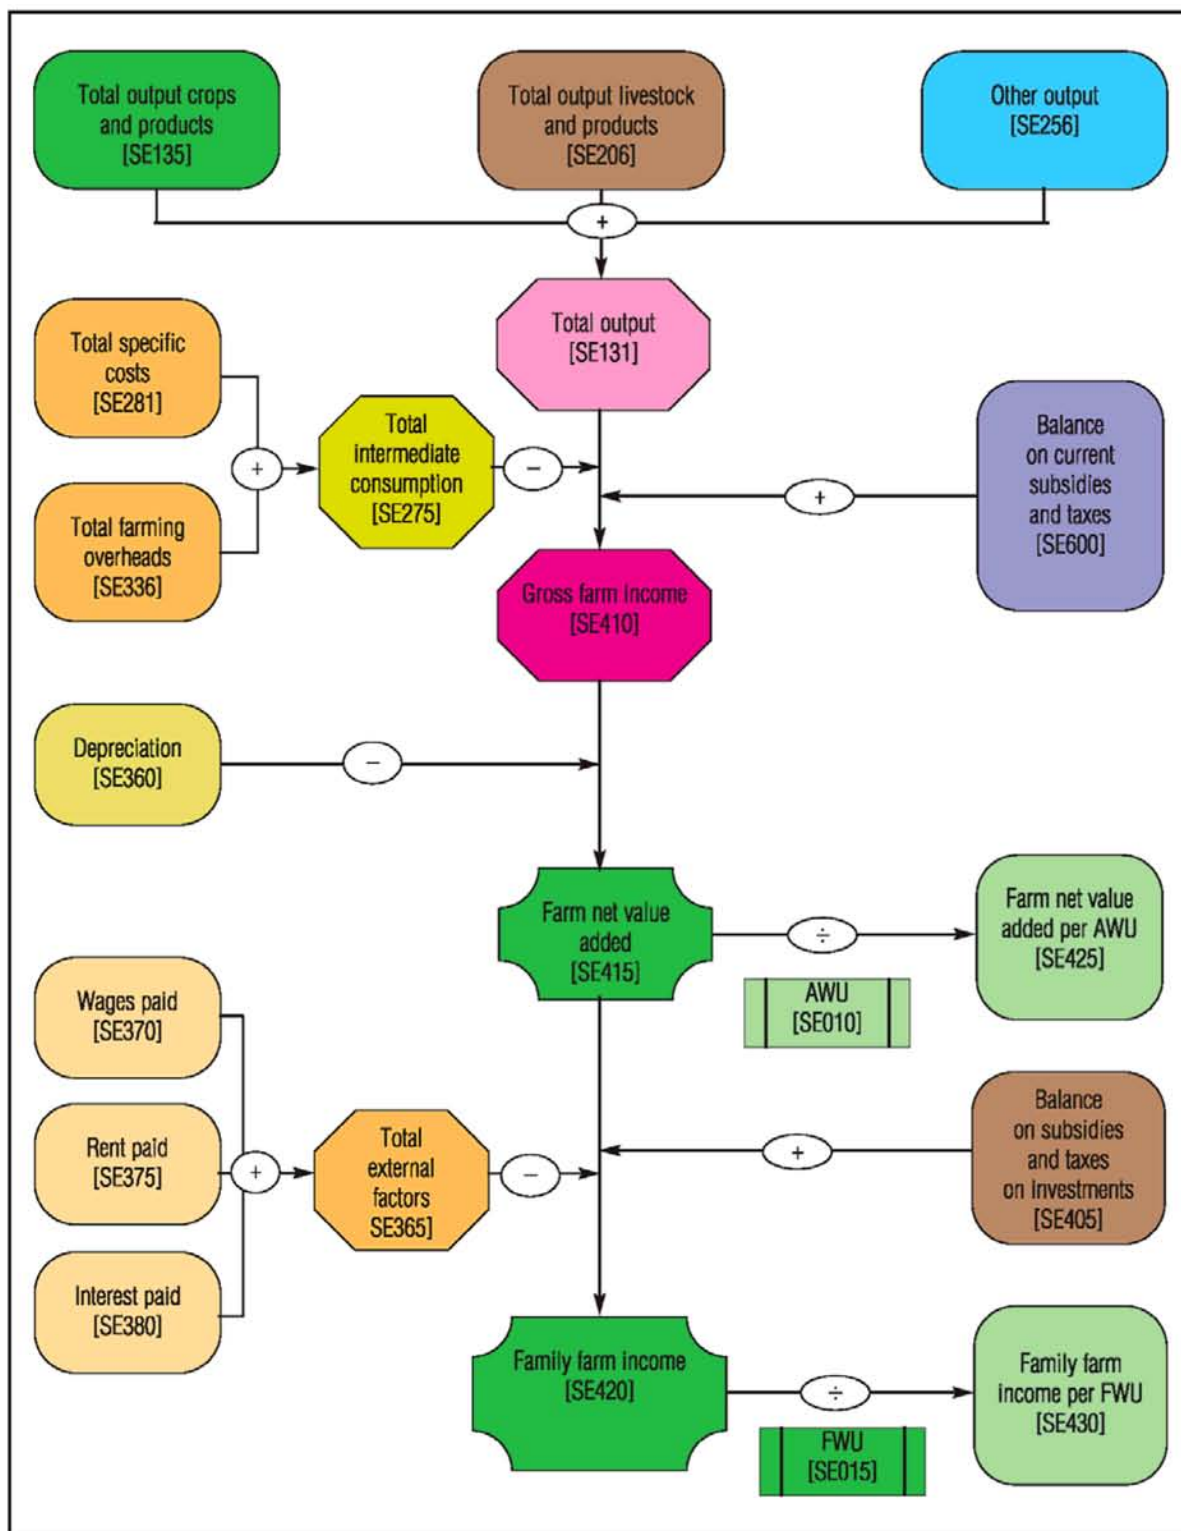 Total output crops
and products
[SE135]
Total output livestock
and products
[SE206]
Other output
[SE256]
+
Total output
[SE131]
Total specific
costs
[SE281]
+
Total farming
overheads
[SE336]
Total
intermediate
consumption
[SE275]
−
+
Balance
on current
subsidies
and taxes
[SE600]
Gross farm income
[SE410]
Depreciation
[SE360]
−
Farm net value
added
[SE415]
÷
AWU
[SE010]
Farm net value
added per AWU
[SE425]
Wages paid
[SE370]
Rent paid
[SE375]
Interest paid
[SE380]
+
Total
external
factors
SE365]
−
+
Balance
on subsidies
and taxes
on Investments
[SE405]
Family farm income
[SE420]
÷
FWU
[SE015]
Family farm
income per FWU
[SE430]